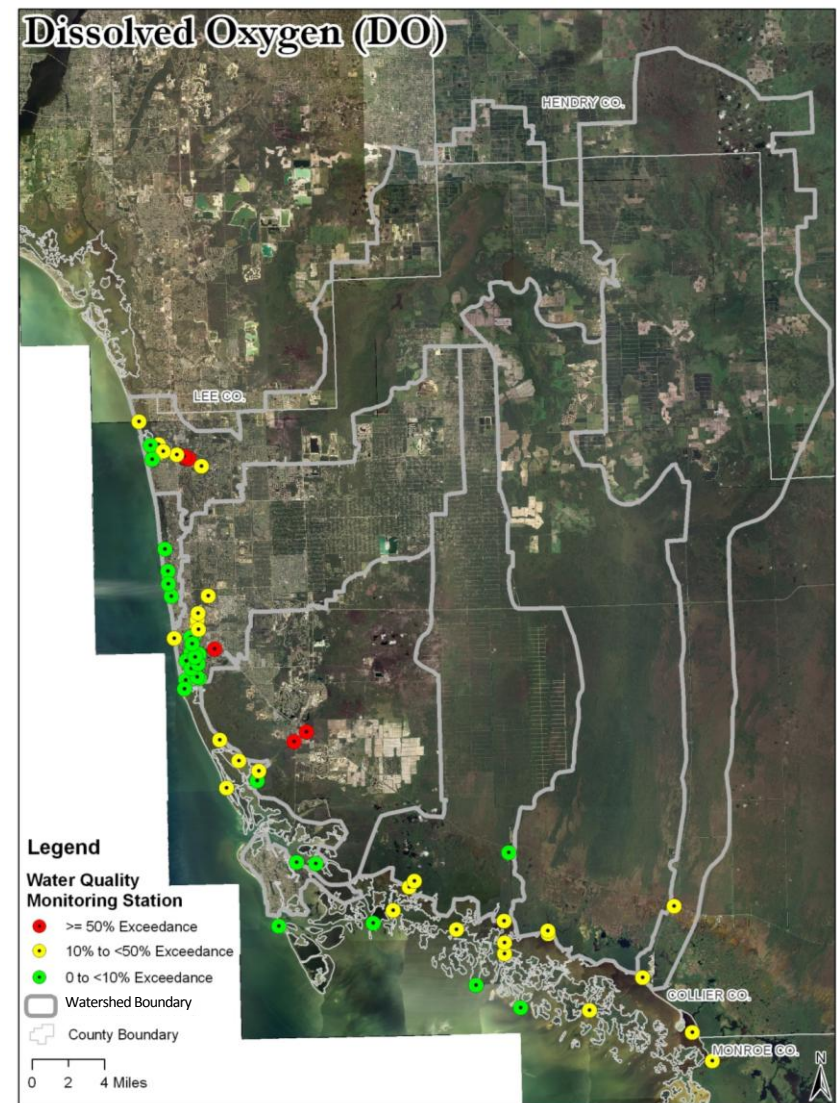 Dissolved Oxygen (DO)
HENDRY CO.
LEE CO.
Legend
Water Quality
Monitoring Station
>= 50% Exceedance
10% to <50% Exceedance
0 to <10% Exceedance
Watershed Boundary
County Boundary
0 2 4 Miles
COLLIER CO.
MONROE CO.
N